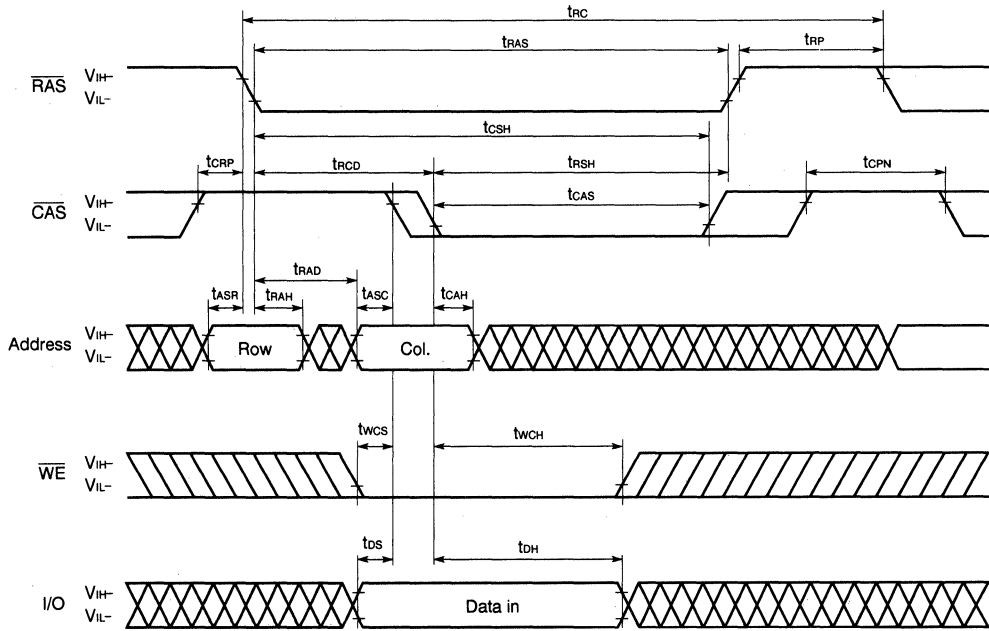 tRC
tRAS
tRP
RAS
VIH-
VIL-
tCSH
tCRP
tRCD
tRSH
tCPN
tCAS
CAS
VIH-
VIL-
tRAD
tASR
tRAH
tASC
tCAH
Address
VIH-
VIL-
Row
Col.
tWCS
tWCH
WE
VIH-
VIL-
tDS
tDH
I/O
VIH-
VIL-
Data in